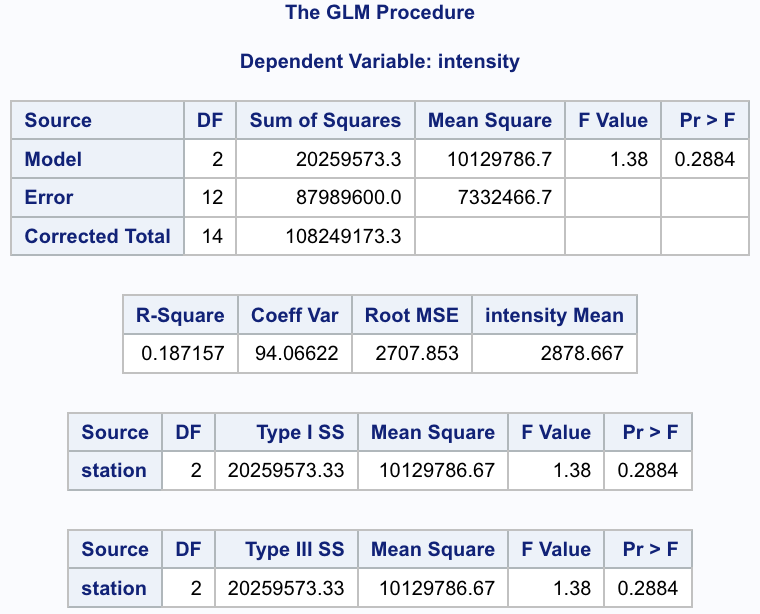 The GLM Procedure
Dependent Variable: intensity
Source DF Sum of Squares Mean Square F Value Pr > F
Model 2 20259573.3 10129786.7 1.38 0.2884
Error 12 87989600.0 7332466.7
Corrected Total 14 108249173.3
R-Square Coeff Var Root MSE intensity Mean
0.187157 94.06622 2707.853 2878.667
Source DF Type I SS Mean Square F Value Pr > F
station 2 20259573.33 10129786.67 1.38 0.2884
Source DF Type III SS Mean Square F Value Pr > F
station 2 20259573.33 10129786.67 1.38 0.2884